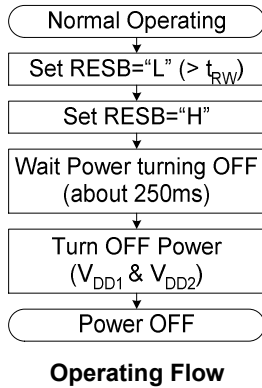 Normal Operating
Set RESB=“L” (> tRW)
Set RESB=“H”
Wait Power turning OFF
(about 250ms)
Turn OFF Power
(VDD1 & VDD2)
Power OFF
Operating Flow